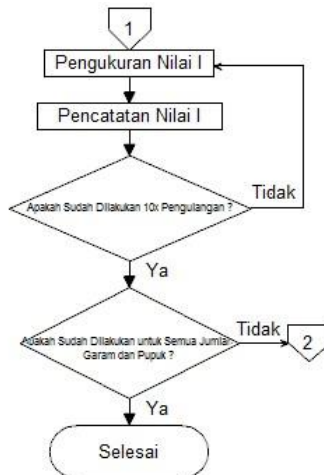 1
Pengukuran Nilai I
Pencatatan Nilai I
Apakah Sudah Dilakukan 10x Pengulangan ?
Tidak
Ya
Apakah Sudah Dilakukan untuk Semua Jumlah
Garam dan Pupuk ?
Tidak
2
Ya
Selesai